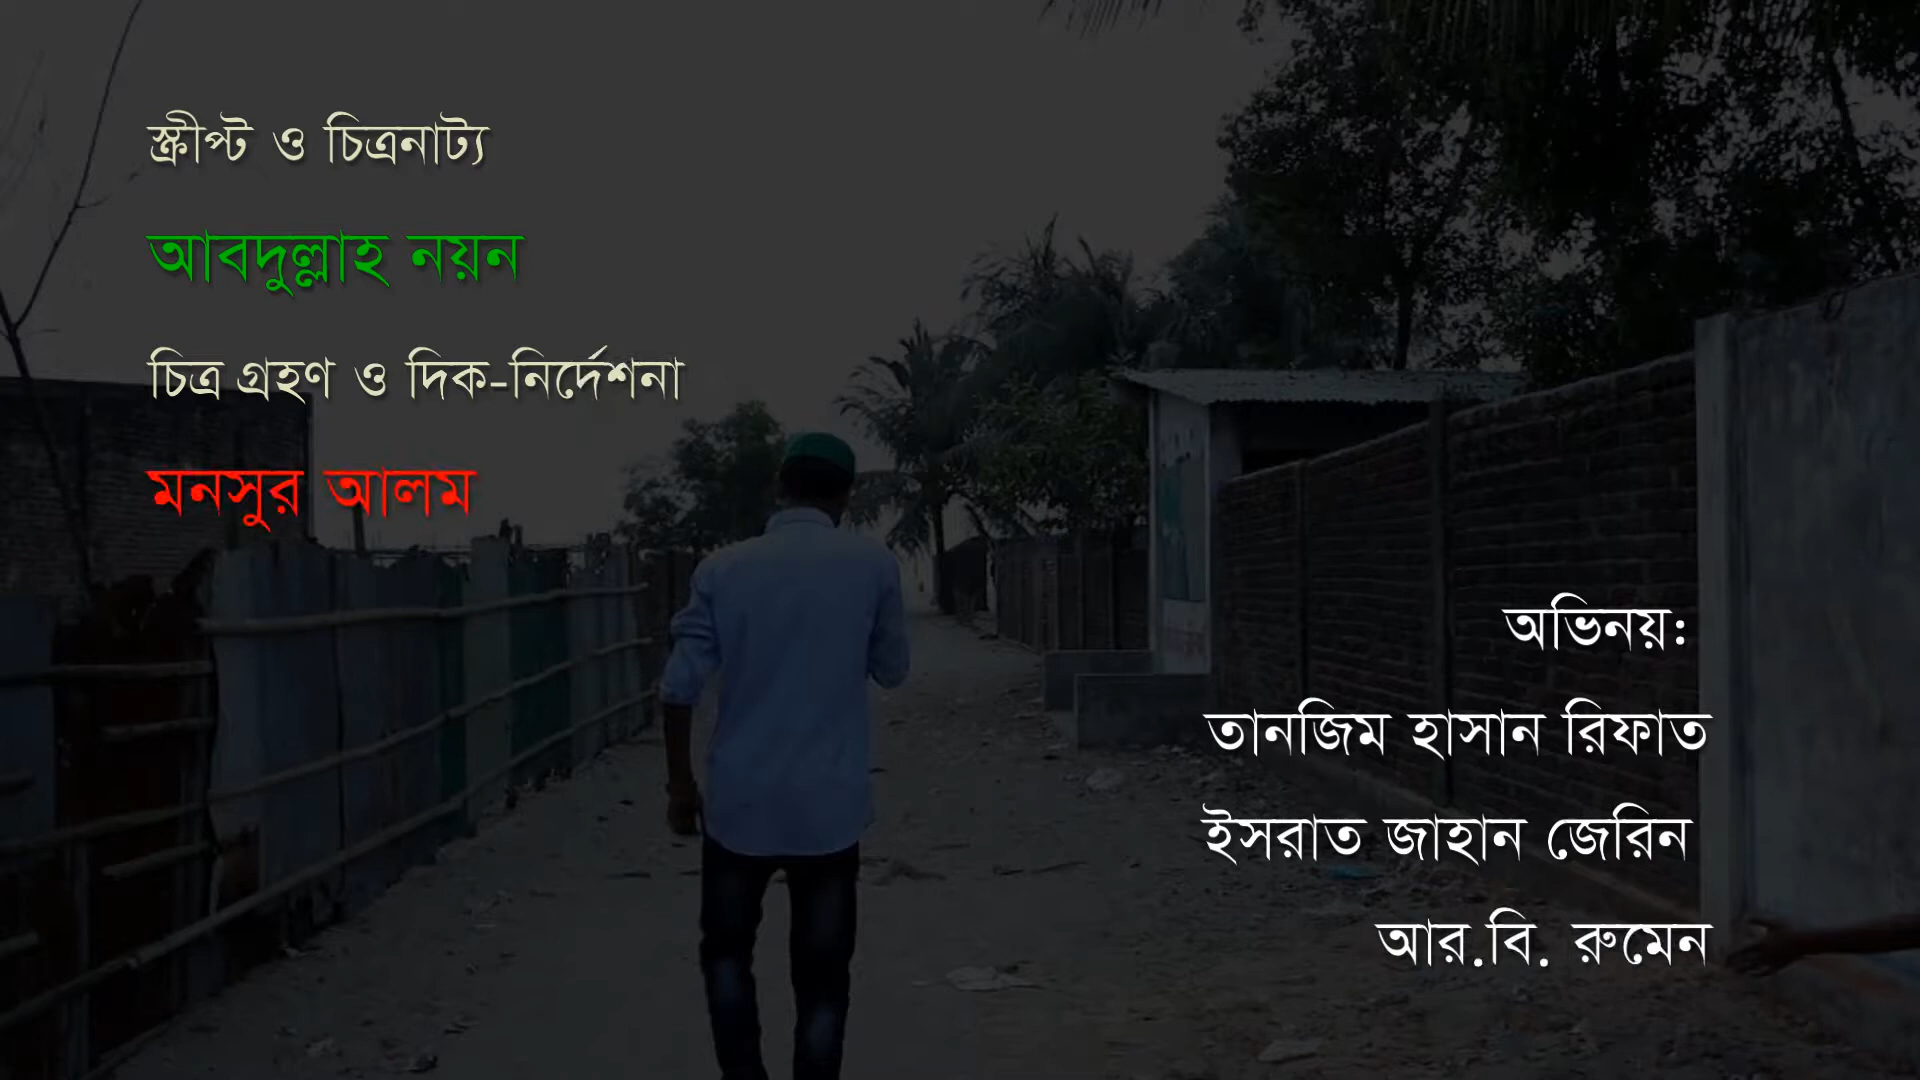 স্ক্রীপ্ট ও চিত্রনাট্য
আবদুল্লাহ নয়ন
চিত্র গ্রহণ ও দিক-নির্দেশনা
মনসুর আলম
অভিনয়:
তানজিম হাসান রিফাত
ইসরাত জাহান জেরিন
আর.বি. রুমেন